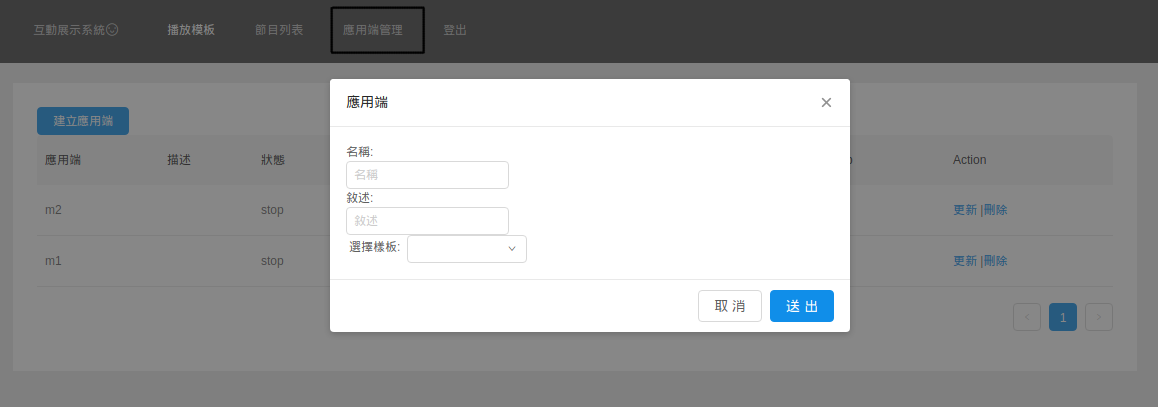 互動展示系統 播放模板 節目列表 應用端管理 登出
建立應用端
應用端 描述 狀態 Action
m2 stop 更新 |刪除
m1 stop 更新 |刪除
1
應用端
名稱:
名稱
敘述:
敘述
選擇樣板:
取 消 送 出